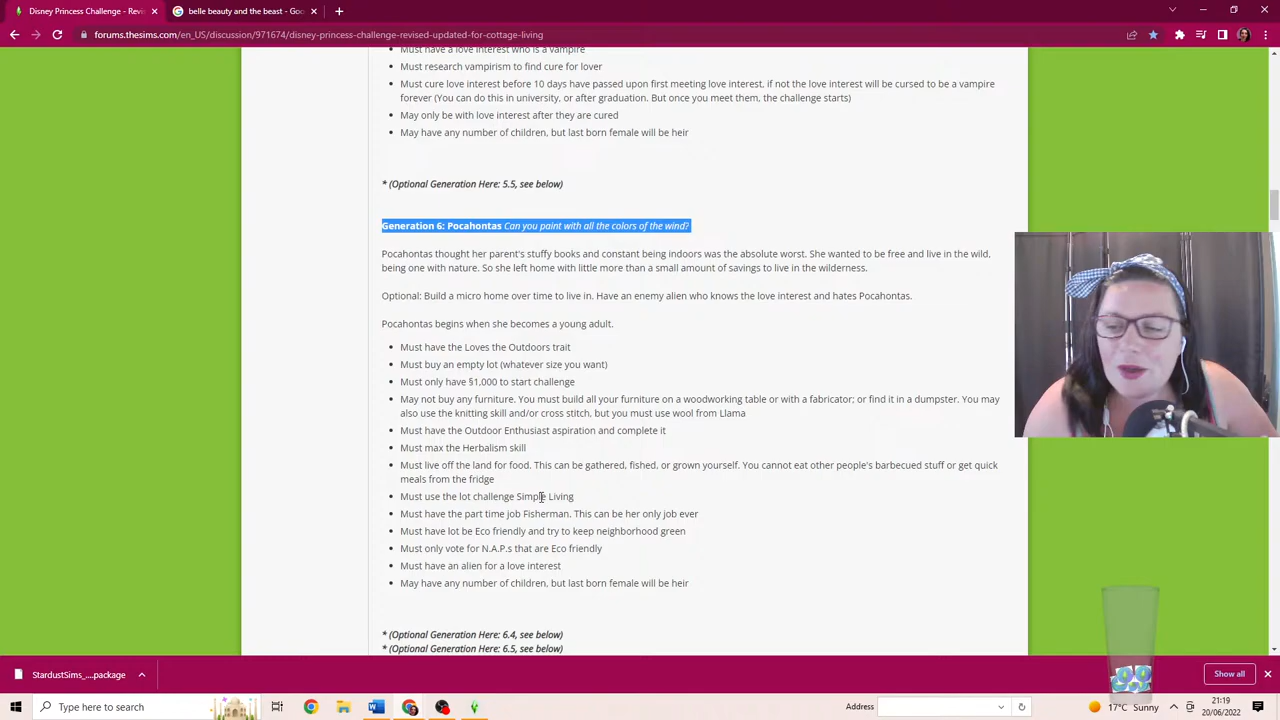 Disney Princess Challenge - Revis
belle beauty and the beast - Goo
forums.thesims.com/en_US/discussion/971674/disney-princess-challenge-revised-updated-for-cottage-living
Must have a love interest who is a vampire
Must research vampirism to find cure for lover
Must cure love interest before 10 days have passed upon first meeting love interest, if not the love interest will be cursed to be a vampire
forever (You can do this in university, or after graduation. But once you meet them, the challenge starts)
May only be with love interest after they are cured
May have any number of children, but last born female will be heir
* (Optional Generation Here: 5.5, see below)
Generation 6: Pocahontas Can you paint with all the colors of the wind?
Pocahontas thought her parent's stuffy books and constant being indoors was the absolute worst. She wanted to be free and live in the wild,
being one with nature. So she left home with little more than a small amount of savings to live in the wilderness.
Optional: Build a micro home over time to live in. Have an enemy alien who knows the love interest and hates Pocahontas.
Pocahontas begins when she becomes a young adult.
Must have the Loves the Outdoors trait
Must buy an empty lot (whatever size you want)
Must only have §1,000 to start challenge
May not buy any furniture. You must build all your furniture on a woodworking table or with a fabricator; or find it in a dumpster. You may
also use the knitting skill and/or cross stitch, but you must use wool from Llama
Must have the Outdoor Enthusiast aspiration and complete it
Must max the Herbalism skill
Must live off the land for food. This can be gathered, fished, or grown yourself. You cannot eat other people's barbecued stuff or get quick
meals from the fridge
Must use the lot challenge Simple Living
Must have the part time job Fisherman. This can be her only job ever
Must have lot be Eco friendly and try to keep neighborhood green
Must only vote for N.A.P.s that are Eco friendly
Must have an alien for a love interest
May have any number of children, but last born female will be heir
* (Optional Generation Here: 6.4, see below)
* (Optional Generation Here: 6.5, see below)
StardustSims_....package
Show all
Type here to search
Address
17°C Sunny
21:19
20/06/2022